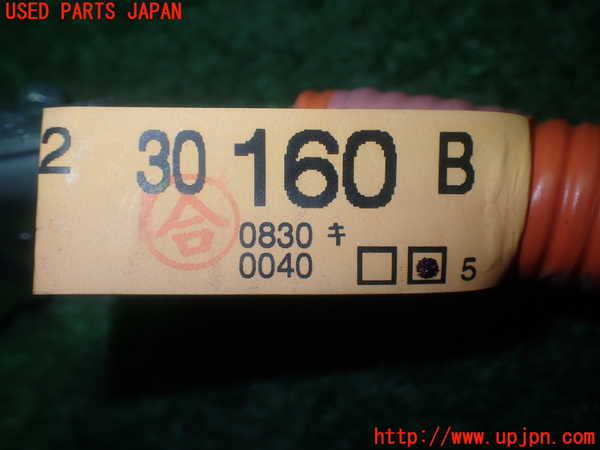 USED PARTS JAPAN
2 30 160 B
合
0830 キ
0040 5
http://www.upjpn.com/